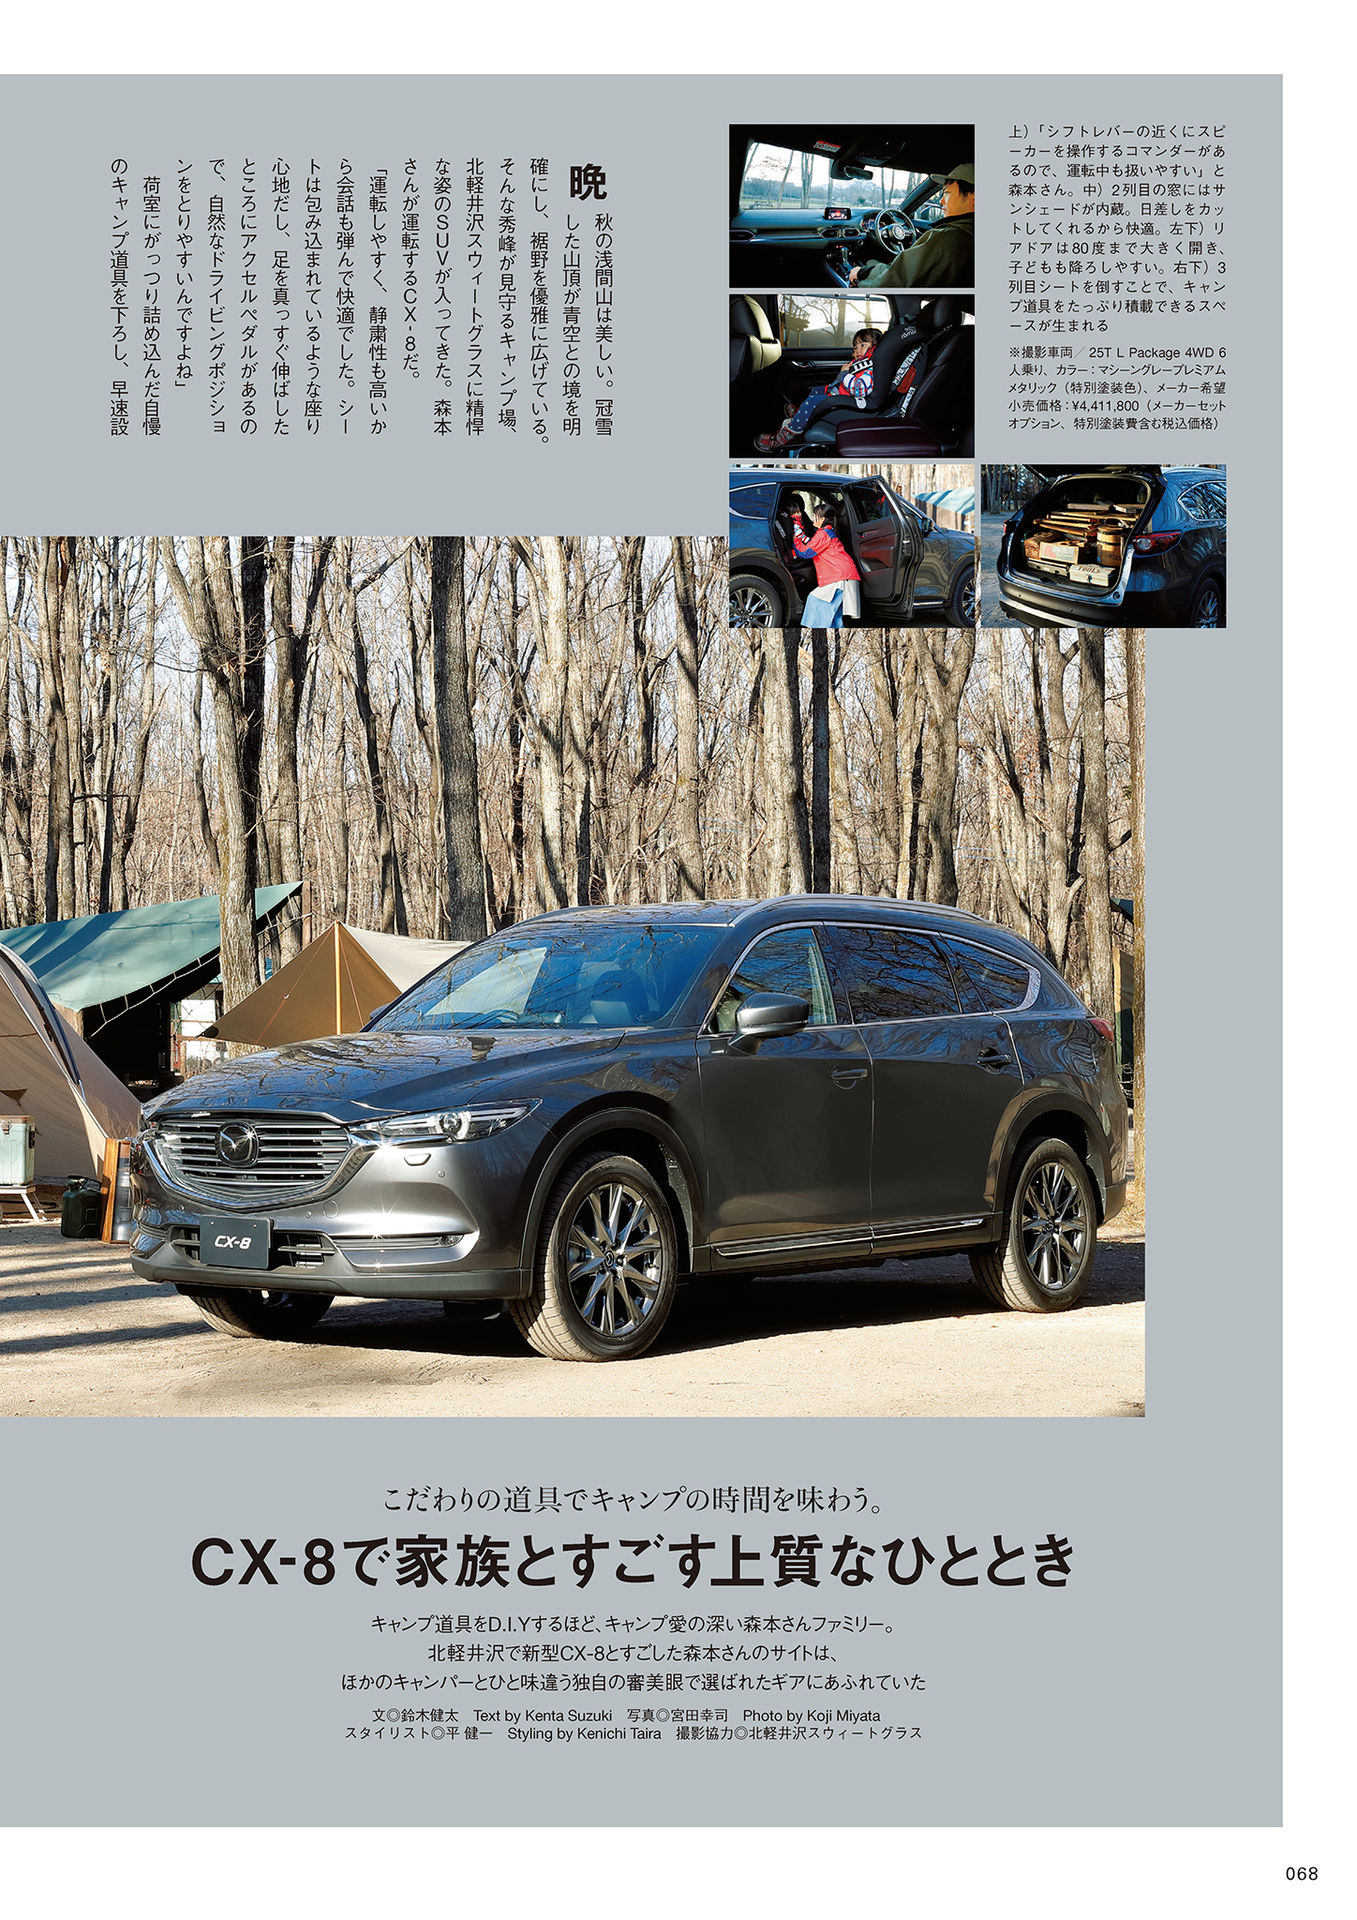 上）「シフトレバーの近くにスピ
ーカーを操作するコマンダーがあ
るので、運転中も扱いやすい」と
森本さん。中）2列目の窓にはサ
ンシェードが内蔵。日差しをカッ
トしてくれるから快適。左下）リ
アドアは80度まで大きく開き、
子どもも降ろしやすい。右下）3
列目シートを倒すことで、キャン
プ道具をたっぷり積載できるスペ
ースが生まれる
※撮影車両／25T L Package 4WD 6
人乗り、カラー：マシーングレープレミアム
メタリック（特別塗装色）、メーカー希望
小売価格：¥4,411,800（メーカーセット
オプション、特別塗装費含む税込価格）
晩秋の浅間山は美しい。冠雪
した山頂が青空との境を明
確にし、裾野を優雅に広げている。
そんな秀峰が見守るキャンプ場、
北軽井沢スウィートグラスに精悍
な姿のSUVが入ってきた。森本
さんが運転するCX-8だ。
「運転しやすく、静粛性も高いか
ら会話も弾んで快適でした。シー
トは包み込まれているような座り
心地だし、足を真っすぐ伸ばした
ところにアクセルペダルがあるの
で、自然なドライビングポジショ
ンをとりやすいんですよね」
荷室にがっつり詰め込んだ自慢
のキャンプ道具を下ろし、早速設
TOOLS
CX-8
こだわりの道具でキャンプの時間を味わう。
CX-8で家族とすごす上質なひととき
キャンプ道具をD.I.Yするほど、キャンプ愛の深い森本さんファミリー。
北軽井沢で新型CX-8とすごした森本さんのサイトは、
ほかのキャンパーとひと味違う独自の審美眼で選ばれたギアにあふれていた
文◎鈴木健太　Text by Kenta Suzuki　写真◎宮田幸司　Photo by Koji Miyata
スタイリスト◎平 健一　Styling by Kenichi Taira　撮影協力◎北軽井沢スウィートグラス
068